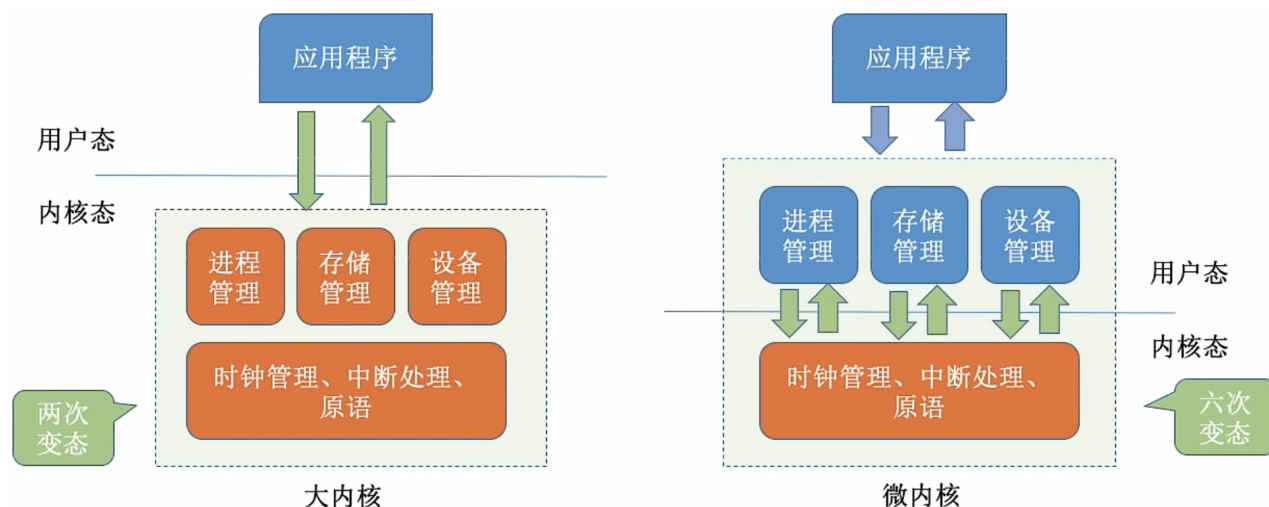 应用程序
用户态
内核态
进程
管理
存储
管理
设备
管理
时钟管理、中断处理、
原语
两次
变态
大内核
应用程序
进程
管理
存储
管理
设备
管理
用户态
内核态
时钟管理、中断处理、
原语
六次
变态
微内核